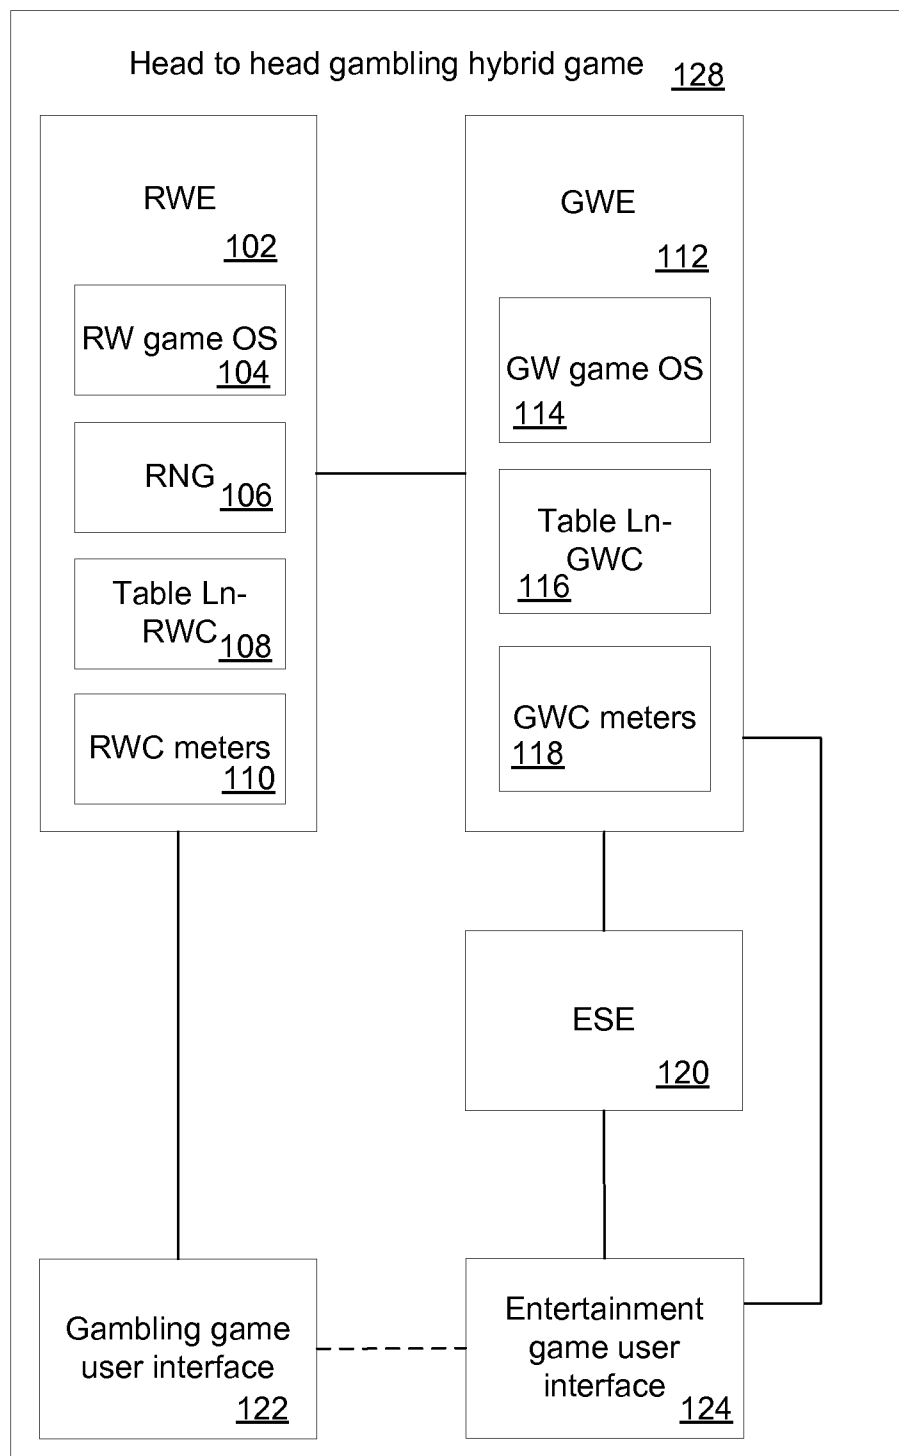 Head to head gambling hybrid game 128
RWE
102
RW game OS
104
RNG
106
Table Ln-
RWC
108
RWC meters
110
GWE
112
GW game OS
114
Table Ln-
GWC
116
GWC meters
118
ESE
120
Gambling game
user interface
122
Entertainment
game user
interface
124